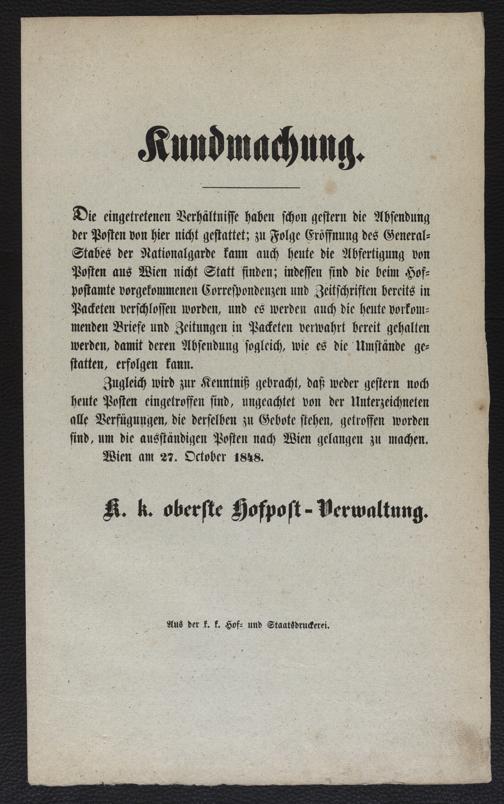 Kundmachung.
Die eingetretenen Verhältnisse haben schon gestern die Absendung
der Posten von hier nicht gestattet; zu Folge Eröffnung des General-
Stabes der Nationalgarde kann auch heute die Abfertigung von
Posten aus Wien nicht Statt finden; indessen sind die beim Hof-
postamte vorgekommenen Correspondenzen und Zeitschriften bereits in
Packeten verschlossen worden, und es werden auch die heute vorkom-
menden Briefe und Zeitungen in Packeten verwahrt bereit gehalten
werden, damit deren Absendung sogleich, wie es die Umstände ge-
statten, erfolgen kann.
Zugleich wird zur Kenntniß gebracht, daß weder gestern noch
heute Posten eingetroffen sind, ungeachtet von der Unterzeichneten
alle Verfügungen, die derselben zu Gebote stehen, getroffen worden
sind, um die ausständigen Posten nach Wien gelangen zu machen.
Wien am 27. October 1848.
K. k. oberste Hofpost-Verwaltung.
Aus der k. k. Hof- und Staatsdruckerei.